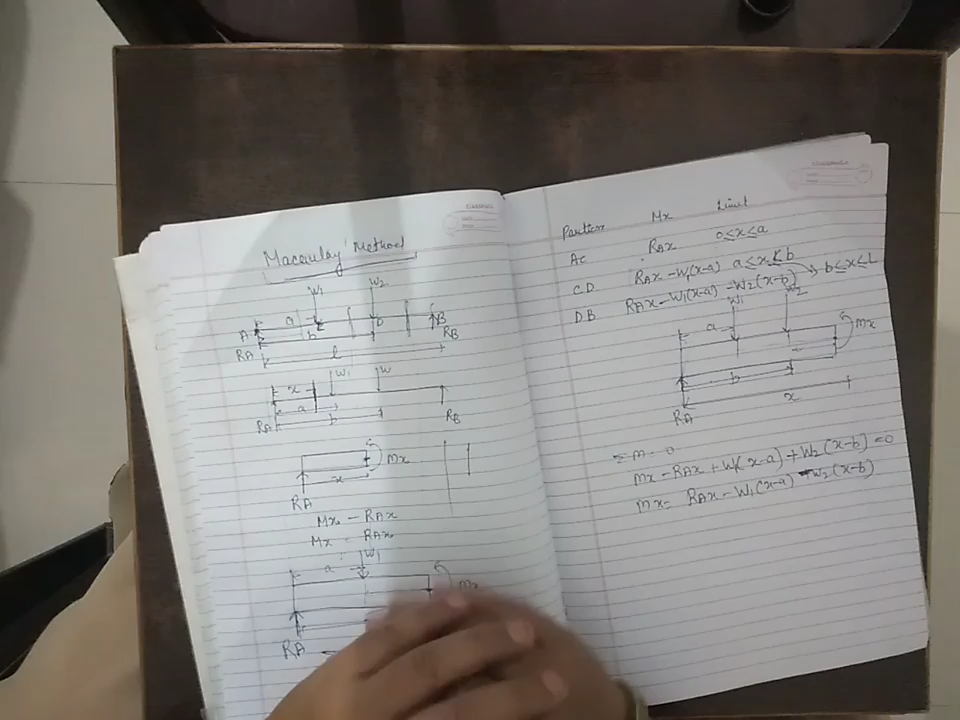 Macaulay Method
W1 W2
A a C D B
b
RA l RB
x W1 W
a
b
RA RB
Mx
x
RA
Mx - RAx
Mx = RAx
W1
a
Mx
RA
CLASSMATE
Portion Mx Limit
AC RAx 0≤x≤a
CD RAx - W1(x-a) a≤x≤b
DB RAx - W1(x-a) - W2(x-b) b≤x≤l
W1 W2
a Mx
b
RA x
Σm = 0
Mx - RAx + W1(x-a) + W2(x-b) = 0
Mx = RAx - W1(x-a) - W2(x-b)